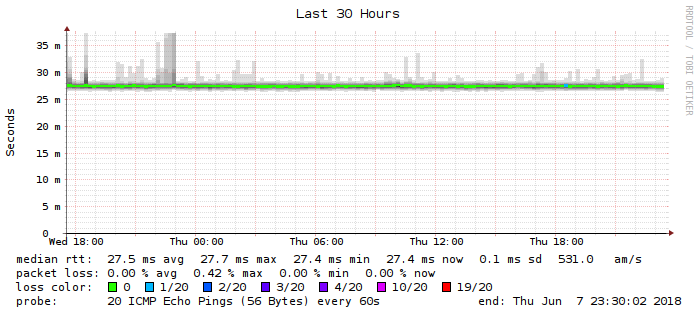 Last 30 Hours
RRDTOOL / TOBI OETIKER
Seconds
35 m
30 m
25 m
20 m
15 m
10 m
5 m
0
Wed 18:00 Thu 00:00 Thu 06:00 Thu 12:00 Thu 18:00
median rtt: 27.5 ms avg 27.7 ms max 27.4 ms min 27.4 ms now 0.1 ms sd 531.0 am/s
packet loss: 0.00 % avg 0.42 % max 0.00 % min 0.00 % now
loss color: 0 1/20 2/20 3/20 4/20 10/20 19/20
probe: 20 ICMP Echo Pings (56 Bytes) every 60s end: Thu Jun 7 23:30:02 2018